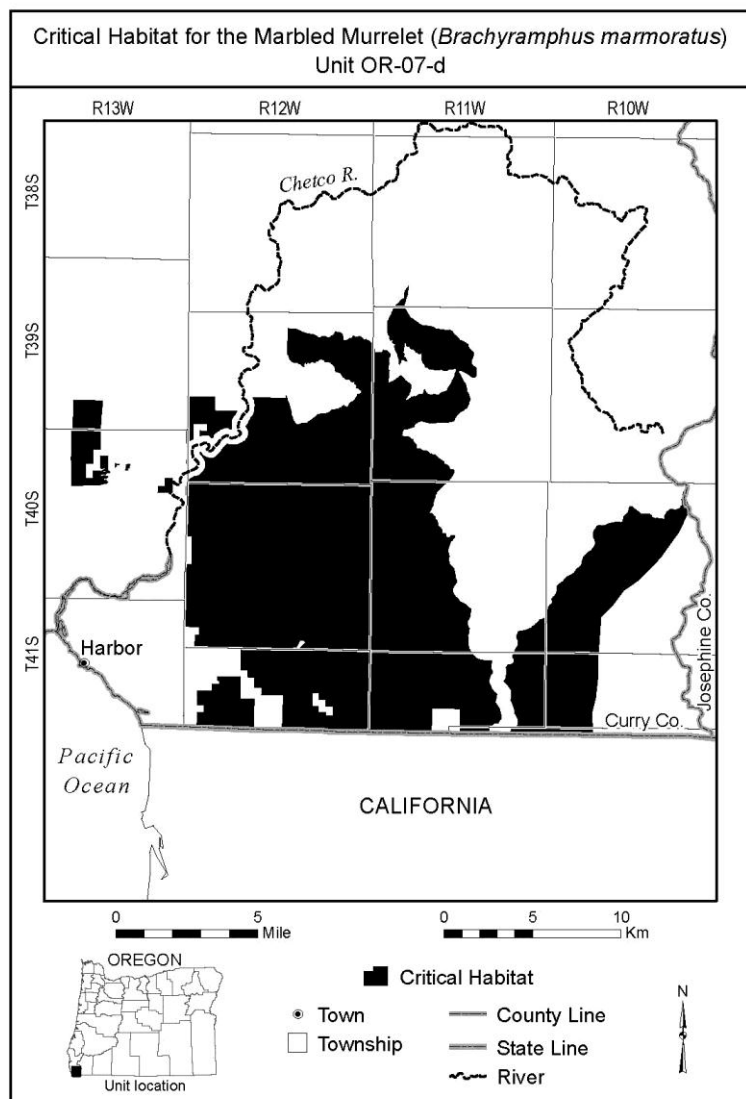 Critical Habitat for the Marbled Murrelet (Brachyramphus marmoratus)
Unit OR-07-d
R13W R12W R11W R10W
T38S
Chetco R.
T39S
T40S
T41S
Harbor
Josephine Co.
Curry Co.
Pacific
Ocean
CALIFORNIA
0 5
Mile
0 5 10
Km
OREGON
Unit location
Critical Habitat
Town
Township
County Line
State Line
River
N